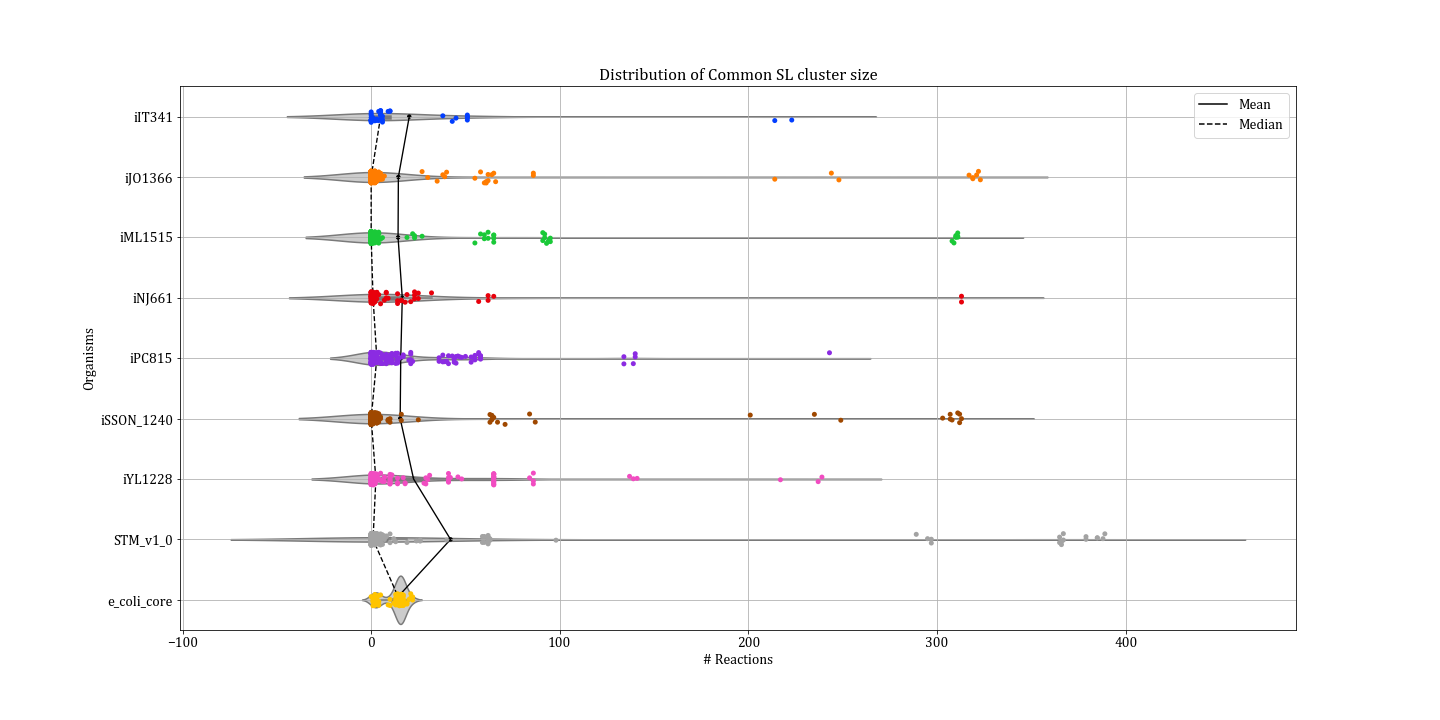 Distribution of Common SL cluster size
Mean
Median
Organisms
iIT341
iJO1366
iML1515
iNJ661
iPC815
iSSON_1240
iYL1228
STM_v1_0
e_coli_core
−100 0 100 200 300 400
# Reactions